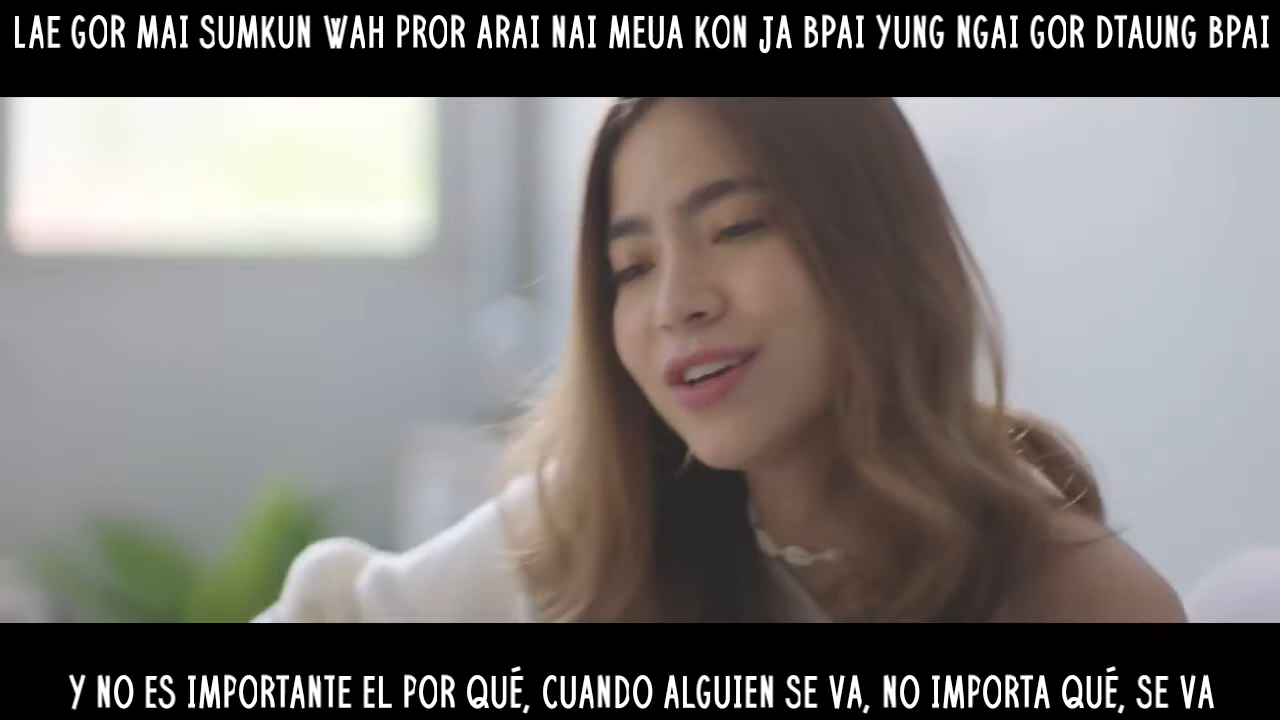 LAE GOR MAI SUMKUN WAH PROR ARAI NAI MEUA KON JA BPAI YUNG NGAI GOR DTAUNG BPAI
Y NO ES IMPORTANTE EL POR QUÉ, CUANDO ALGUIEN SE VA, NO IMPORTA QUÉ, SE VA